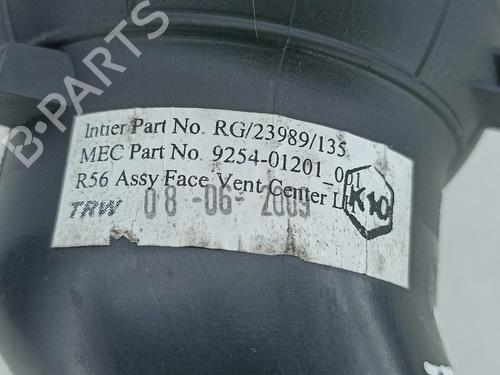 B-PARTS
Intier Part No. RG/23989/135
MEC Part No. 9254-01201_001
R56 Assy Face Vent Center
K10
TRW 08-06-2009